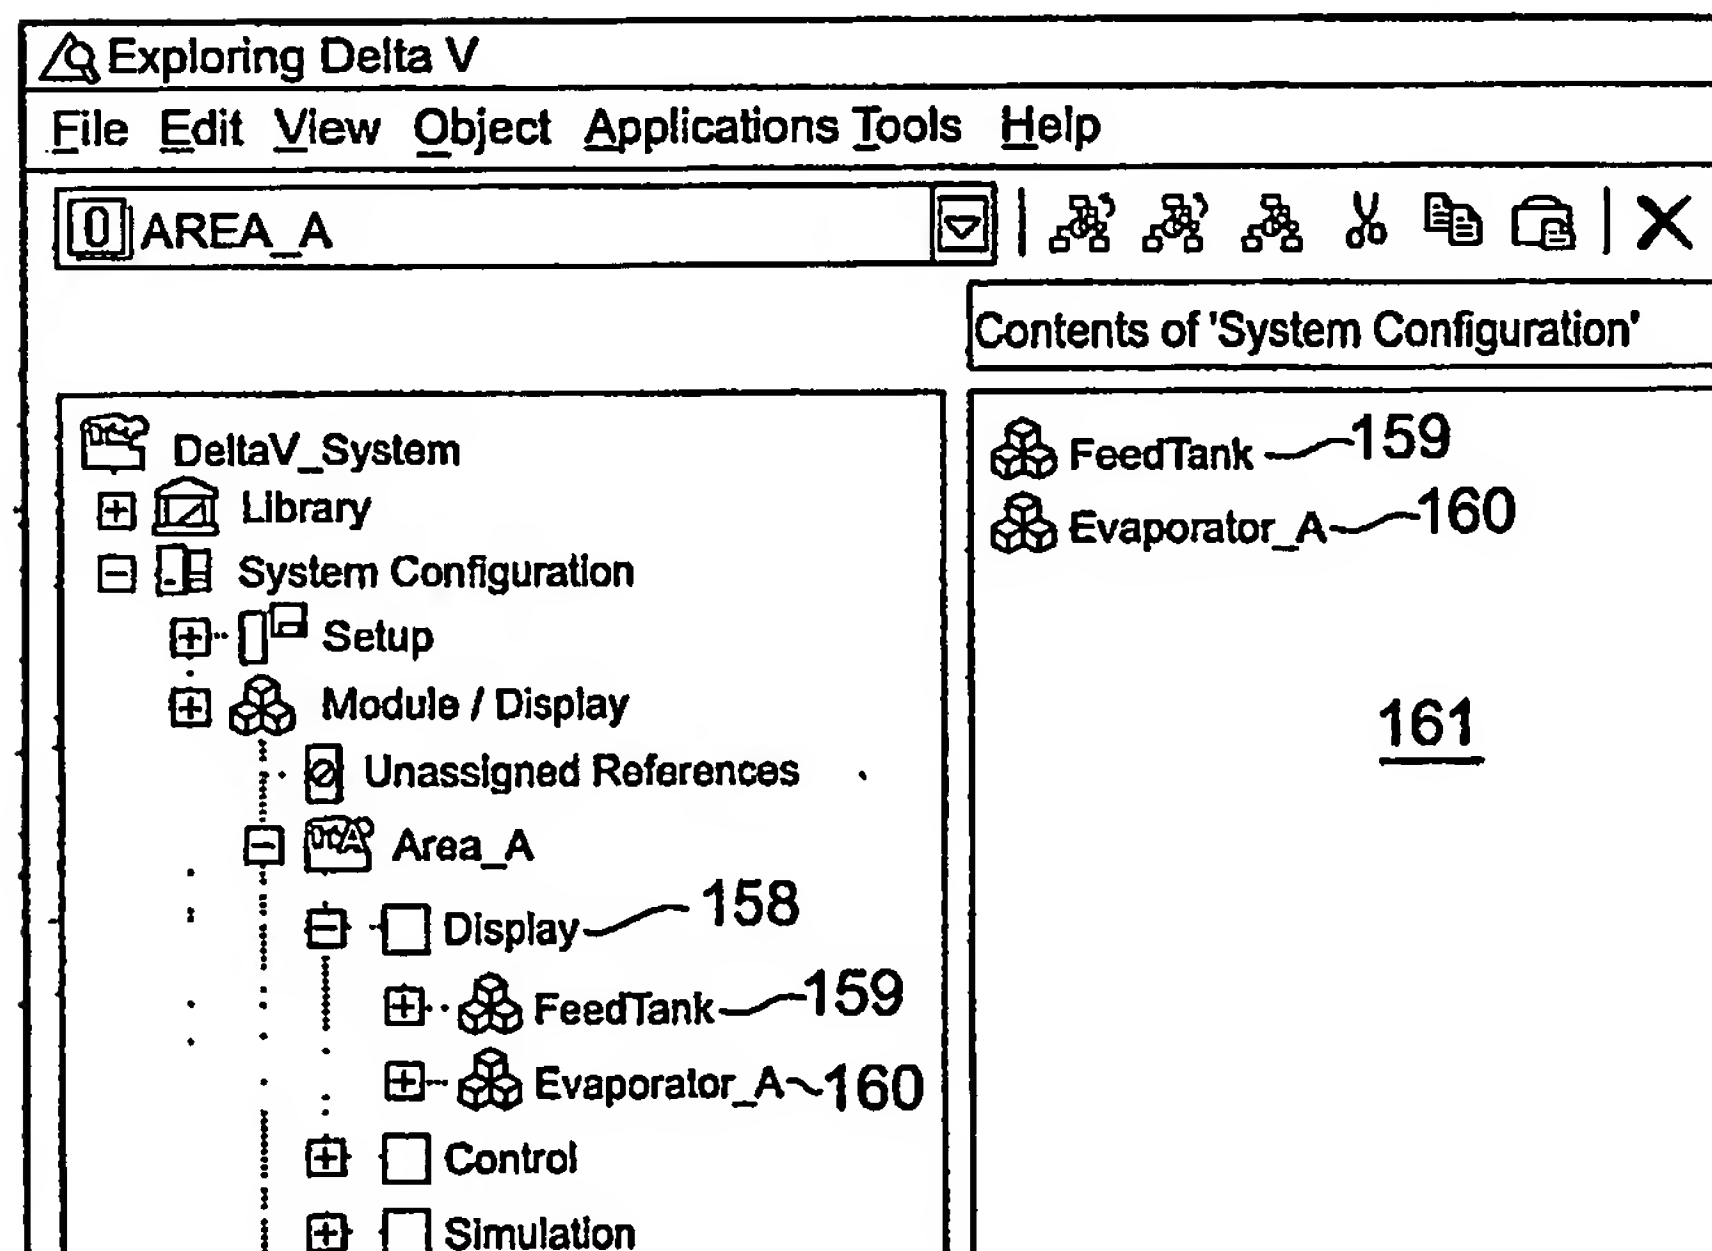 Exploring Delta V
File Edit View Object Applications Tools Help
AREA_A
Contents of 'System Configuration'
DeltaV_System
Library
System Configuration
Setup
Module / Display
Unassigned References
Area_A
Display 158
FeedTank 159
Evaporator_A 160
Control
Simulation
FeedTank 159
Evaporator_A 160
161